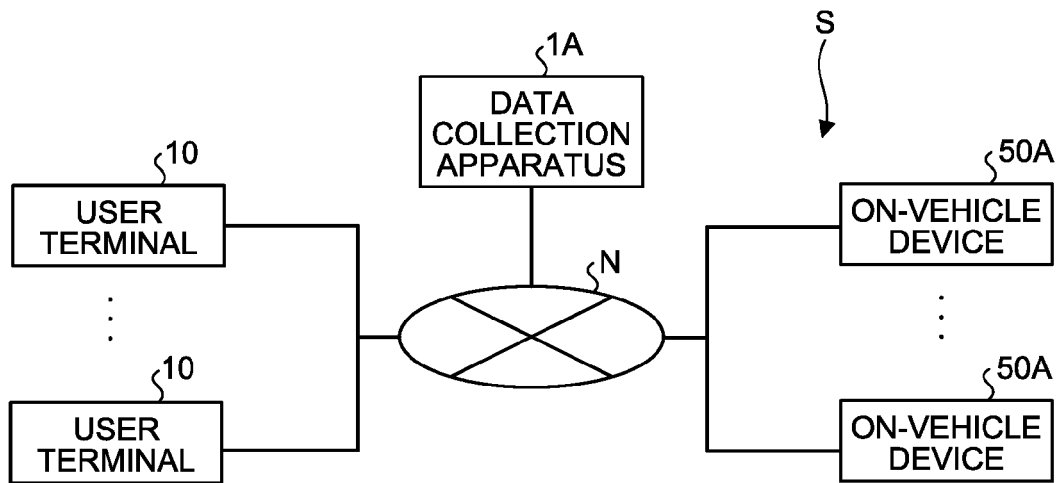 S
1A
DATA
COLLECTION
APPARATUS
10
USER
TERMINAL
50A
ON-VEHICLE
DEVICE
N
10
USER
TERMINAL
50A
ON-VEHICLE
DEVICE